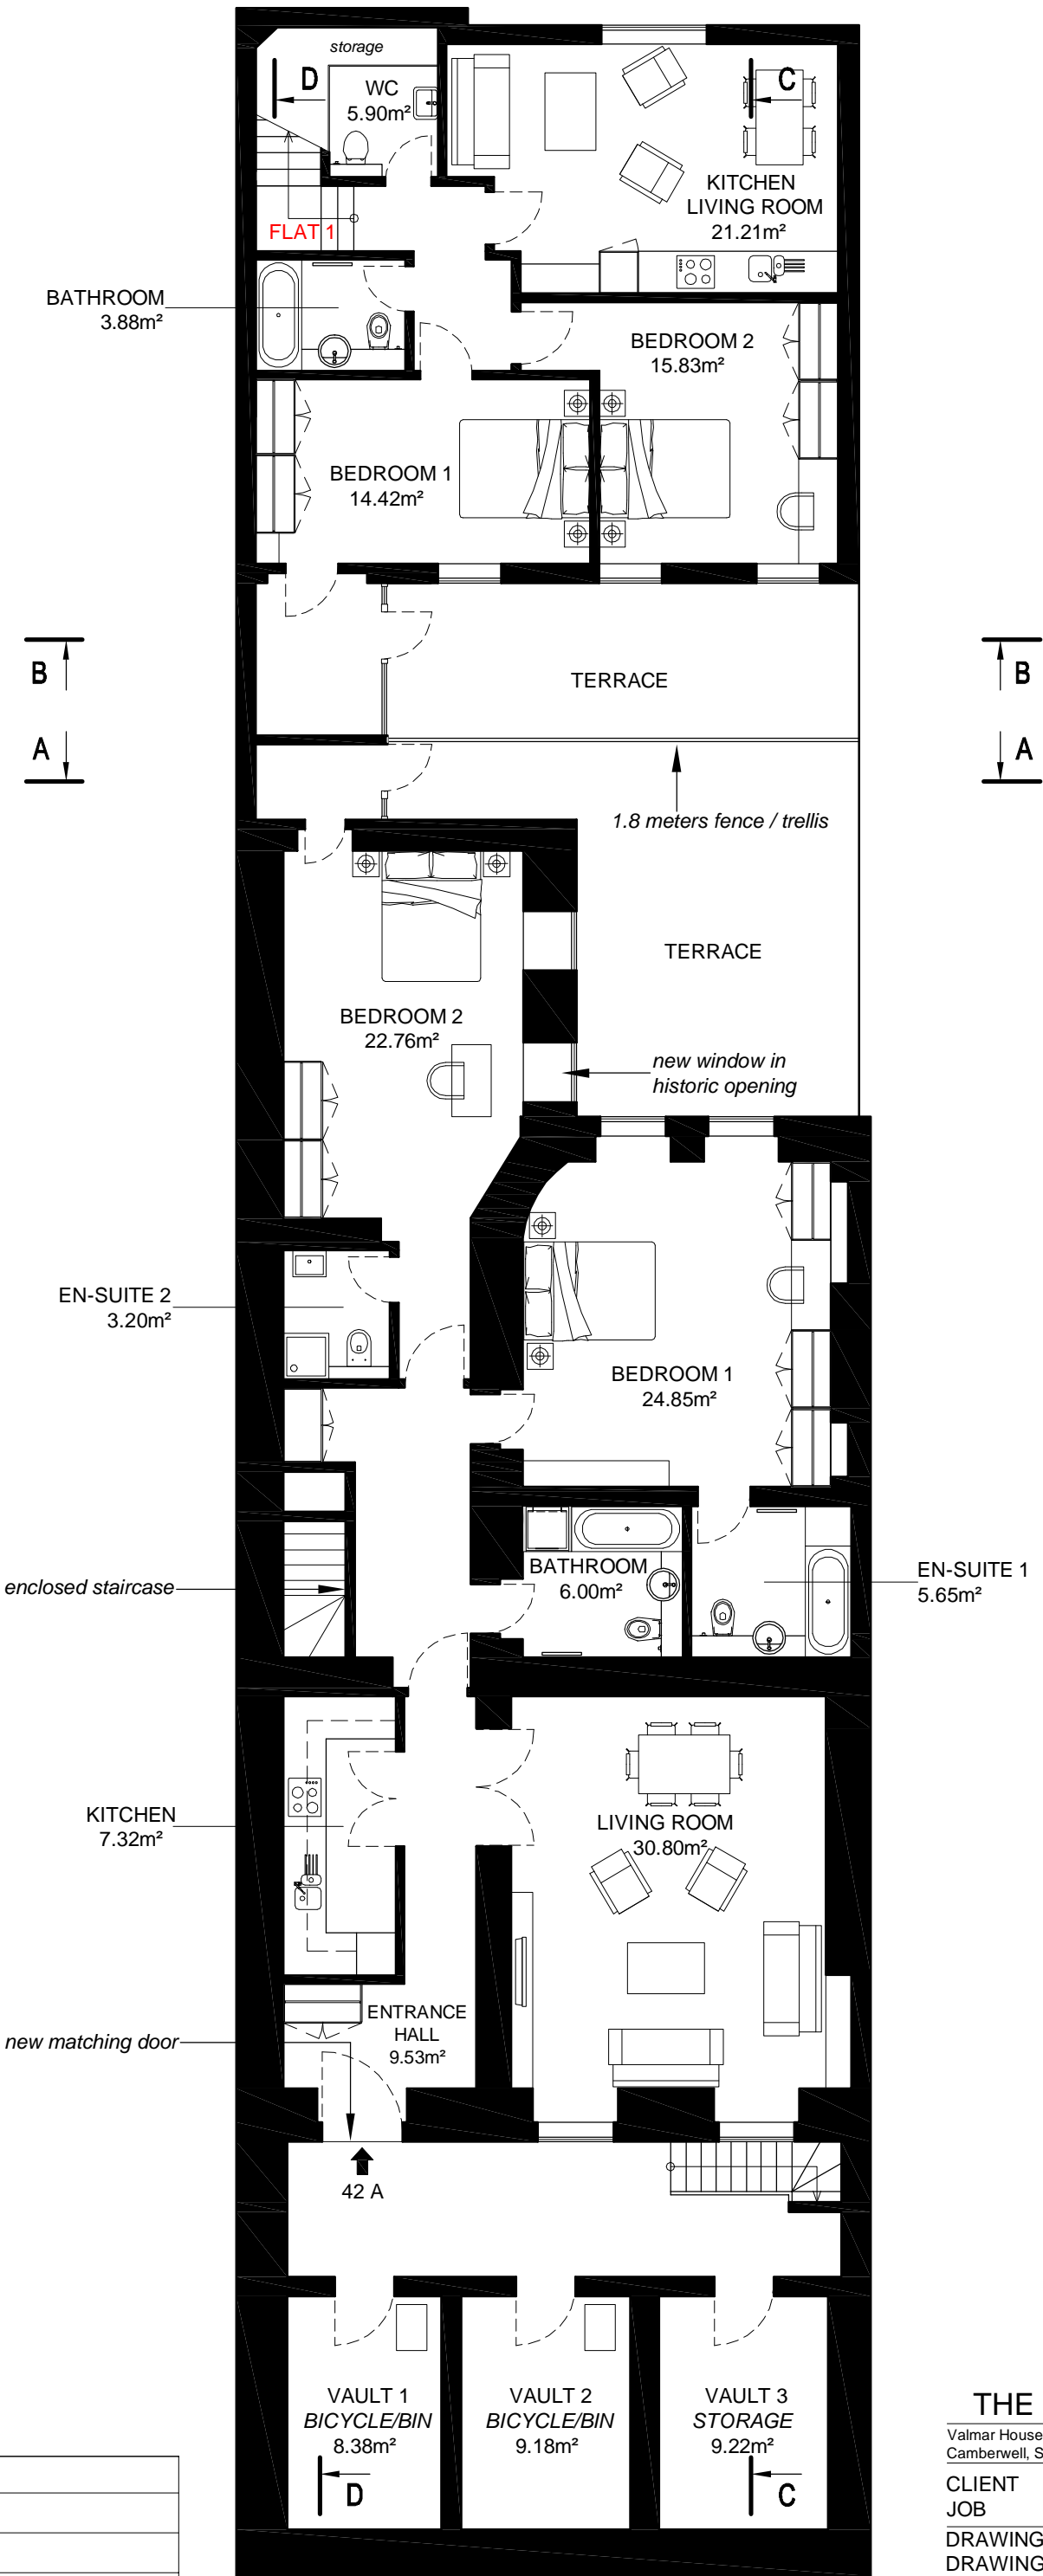 storage
D
WC
5.90m²
C
KITCHEN
LIVING ROOM
21.21m²
FLAT 1
BATHROOM
3.88m²
BEDROOM 2
15.83m²
BEDROOM 1
14.42m²
B
B
TERRACE
A
A
1.8 meters fence / trellis
TERRACE
BEDROOM 2
22.76m²
new window in
historic opening
EN-SUITE 2
3.20m²
BEDROOM 1
24.85m²
BATHROOM
6.00m²
EN-SUITE 1
5.65m²
enclosed staircase
KITCHEN
7.32m²
LIVING ROOM
30.80m²
ENTRANCE
HALL
9.53m²
new matching door
42 A
VAULT 1
BICYCLE/BIN
8.38m²
VAULT 2
BICYCLE/BIN
9.18m²
VAULT 3
STORAGE
9.22m²
D
C
THE
Valmar House
Camberwell, S
CLIENT
JOB
DRAWING
DRAWING